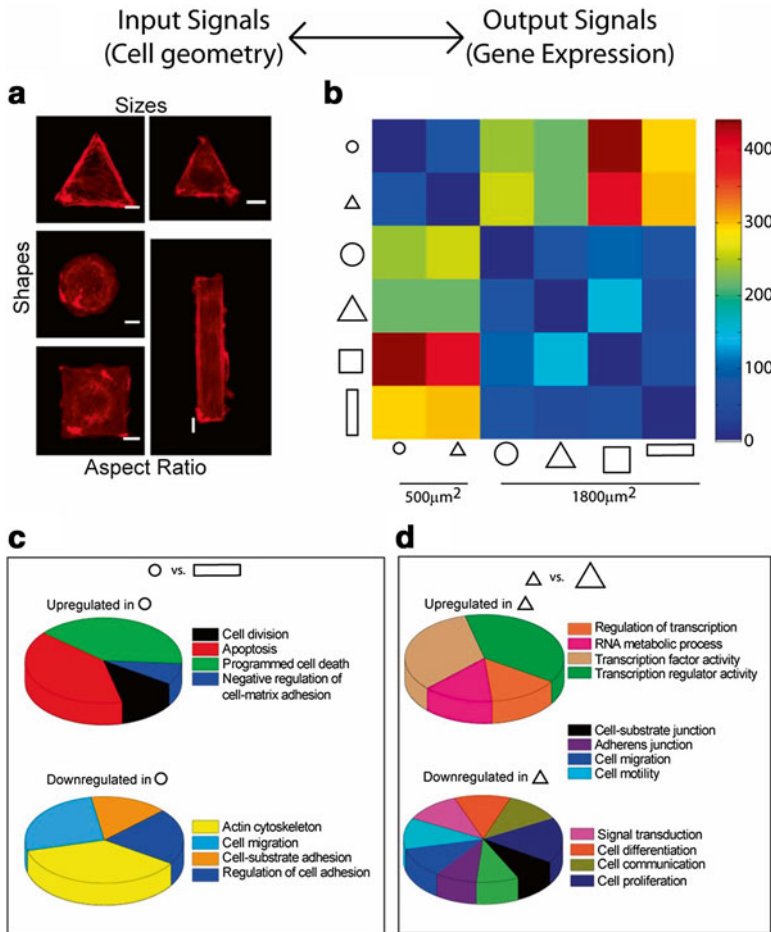 Input Signals
(Cell geometry)
Output Signals
(Gene Expression)
a
Sizes
Shapes
Aspect Ratio
b
400
300
200
100
0
500μm²
1800μm²
c
vs.
Upregulated in
Cell division
Apoptosis
Programmed cell death
Negative regulation of
cell-matrix adhesion
Downregulated in
Actin cytoskeleton
Cell migration
Cell-substrate adhesion
Regulation of cell adhesion
d
vs.
Upregulated in
Regulation of transcription
RNA metabolic process
Transcription factor activity
Transcription regulator activity
Cell-substrate junction
Adherens junction
Cell migration
Cell motility
Downregulated in
Signal transduction
Cell differentiation
Cell communication
Cell proliferation